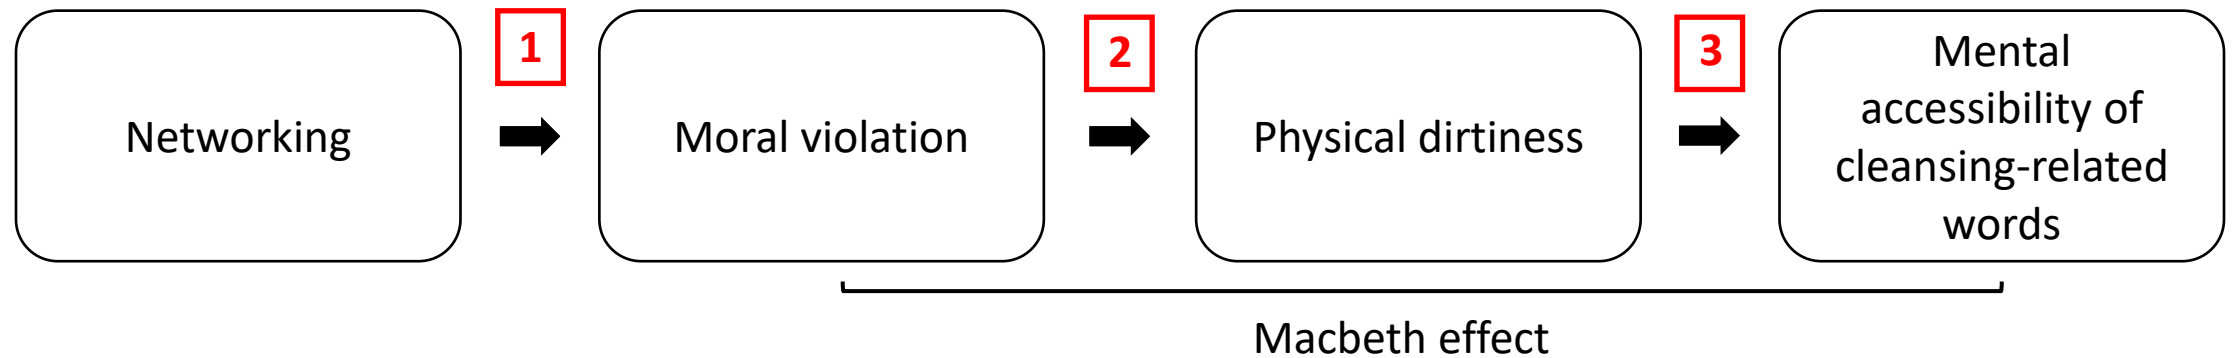 1
2
3
Networking
Moral violation
Physical dirtiness
Mental
accessibility of
cleansing-related
words
Macbeth effect